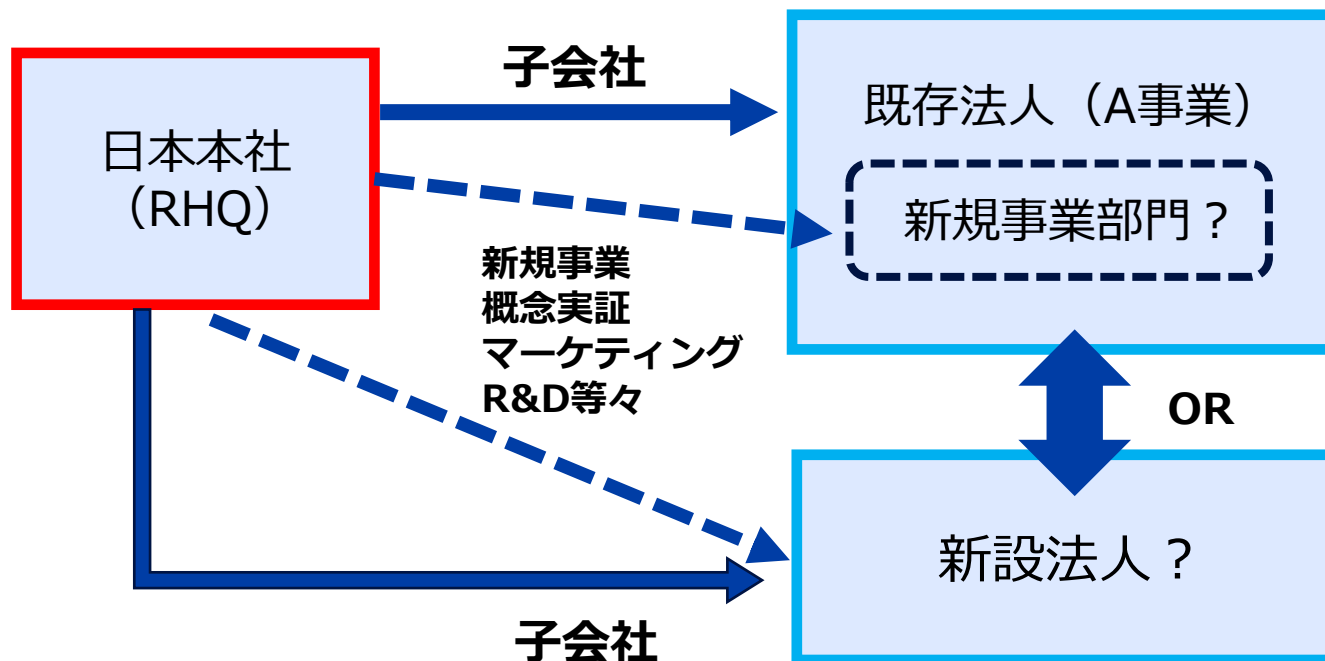 日本本社
（RHQ）
子会社
既存法人（A事業）
新規事業部門？
新規事業
概念実証
マーケティング
R&D等々
OR
新設法人？
子会社